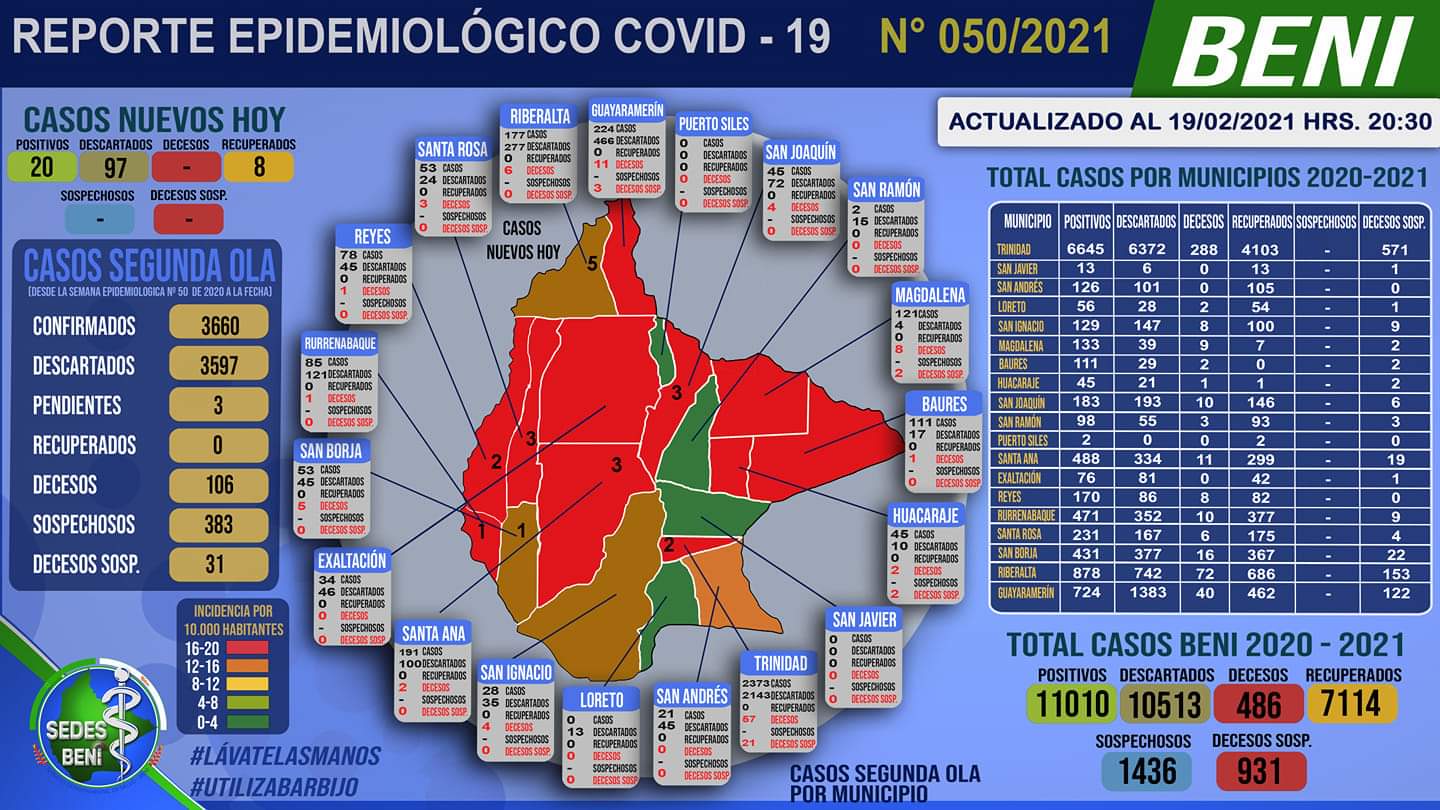 REPORTE EPIDEMIOLÓGICO COVID - 19 N° 050/2021
BENI
ACTUALIZADO AL 19/02/2021 HRS. 20:30
CASOS NUEVOS HOY
POSITIVOS DESCARTADOS DECESOS RECUPERADOS
20 97 - 8
SOSPECHOSOS DECESOS SOSP.
- -
CASOS SEGUNDA OLA
(DESDE LA SEMANA EPIDEMIOLOGICA Nº 50 DE 2020 A LA FECHA)
CONFIRMADOS 3660
DESCARTADOS 3597
PENDIENTES 3
RECUPERADOS 0
DECESOS 106
SOSPECHOSOS 383
DECESOS SOSP. 31
INCIDENCIA POR
10.000 HABITANTES
16-20
12-16
8-12
4-8
0-4
SEDES
BENÍ
#LÁVATELASMANOS
#UTILIZABARBIJO
CASOS
NUEVOS HOY
RIBERALTA
177 CASOS
277 DESCARTADOS
0 RECUPERADOS
6 DECESOS
- SOSPECHOSOS
0 DECESOS SOSP.
GUAYARAMERÍN
224 CASOS
466 DESCARTADOS
0 RECUPERADOS
11 DECESOS
- SOSPECHOSOS
3 DECESOS SOSP.
PUERTO SILES
0 CASOS
0 DESCARTADOS
0 RECUPERADOS
0 DECESOS
- SOSPECHOSOS
0 DECESOS SOSP.
SANTA ROSA
53 CASOS
24 DESCARTADOS
0 RECUPERADOS
3 DECESOS
- SOSPECHOSOS
0 DECESOS SOSP.
SAN JOAQUÍN
45 CASOS
72 DESCARTADOS
0 RECUPERADOS
4 DECESOS
- SOSPECHOSOS
0 DECESOS SOSP.
SAN RAMÓN
2 CASOS
15 DESCARTADOS
0 RECUPERADOS
0 DECESOS
- SOSPECHOSOS
0 DECESOS SOSP.
REYES
78 CASOS
45 DESCARTADOS
0 RECUPERADOS
1 DECESOS
- SOSPECHOSOS
0 DECESOS SOSP.
MAGDALENA
121 CASOS
4 DESCARTADOS
0 RECUPERADOS
8 DECESOS
- SOSPECHOSOS
2 DECESOS SOSP.
RURRENABAQUE
85 CASOS
121 DESCARTADOS
0 RECUPERADOS
1 DECESOS
- SOSPECHOSOS
0 DECESOS SOSP.
BAURES
111 CASOS
17 DESCARTADOS
0 RECUPERADOS
1 DECESOS
- SOSPECHOSOS
0 DECESOS SOSP.
SAN BORJA
53 CASOS
45 DESCARTADOS
0 RECUPERADOS
5 DECESOS
- SOSPECHOSOS
0 DECESOS SOSP.
HUACARAJE
45 CASOS
10 DESCARTADOS
0 RECUPERADOS
2 DECESOS
- SOSPECHOSOS
2 DECESOS SOSP.
EXALTACIÓN
34 CASOS
46 DESCARTADOS
0 RECUPERADOS
0 DECESOS
- SOSPECHOSOS
0 DECESOS SOSP.
SAN JAVIER
0 CASOS
0 DESCARTADOS
0 RECUPERADOS
0 DECESOS
- SOSPECHOSOS
0 DECESOS SOSP.
SANTA ANA
191 CASOS
100 DESCARTADOS
0 RECUPERADOS
2 DECESOS
- SOSPECHOSOS
0 DECESOS SOSP.
SAN IGNACIO
28 CASOS
35 DESCARTADOS
0 RECUPERADOS
4 DECESOS
- SOSPECHOSOS
0 DECESOS SOSP.
LORETO
0 CASOS
13 DESCARTADOS
0 RECUPERADOS
0 DECESOS
- SOSPECHOSOS
0 DECESOS SOSP.
SAN ANDRÉS
21 CASOS
45 DESCARTADOS
0 RECUPERADOS
0 DECESOS
- SOSPECHOSOS
0 DECESOS SOSP.
TRINIDAD
2373 CASOS
2143 DESCARTADOS
0 RECUPERADOS
57 DECESOS
- SOSPECHOSOS
21 DECESOS SOSP.
5
3
3
2
3
1
1
2
CASOS SEGUNDA OLA
POR MUNICIPIO
TOTAL CASOS POR MUNICIPIOS 2020-2021
MUNICIPIO POSITIVOS DESCARTADOS DECESOS RECUPERADOS SOSPECHOSOS DECESOS SOSP.
TRINIDAD 6645 6372 288 4103 - 571
SAN JAVIER 13 6 0 13 - 1
SAN ANDRÉS 126 101 0 105 - 0
LORETO 56 28 2 54 - 1
SAN IGNACIO 129 147 8 100 - 9
MAGDALENA 133 39 9 7 - 2
BAURES 111 29 2 0 - 2
HUACARAJE 45 21 1 1 - 2
SAN JOAQUÍN 183 193 10 146 - 6
SAN RAMÓN 98 55 3 93 - 3
PUERTO SILES 2 0 0 2 - 0
SANTA ANA 488 334 11 299 - 19
EXALTACIÓN 76 81 0 42 - 1
REYES 170 86 8 82 - 0
RURRENABAQUE 471 352 10 377 - 9
SANTA ROSA 231 167 6 175 - 4
SAN BORJA 431 377 16 367 - 22
RIBERALTA 878 742 72 686 - 153
GUAYARAMERÍN 724 1383 40 462 - 122
TOTAL CASOS BENI 2020 - 2021
POSITIVOS DESCARTADOS DECESOS RECUPERADOS
11010 10513 486 7114
SOSPECHOSOS DECESOS SOSP.
1436 931